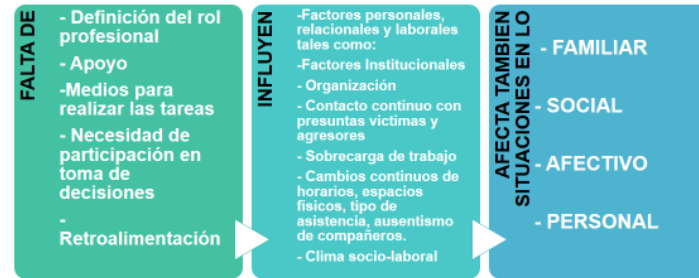 FALTA DE
- Definición del rol
profesional
- Apoyo
-Medios para
realizar las tareas
- Necesidad de
participación en
toma de
decisiones
-
Retroalimentación
INFLUYEN
-Factores personales,
relacionales y laborales
tales como:
-Factores Institucionales
- Organización
- Contacto continuo con
presuntas victimas y
agresores
- Sobrecarga de trabajo
- Cambios continuos de
horarios, espacios
fisicos, tipo de
asistencia, ausentismo
de compañeros.
- Clima socio-laboral
AFECTA TAMBIEN
SITUACIONES EN LO
- FAMILIAR
- SOCIAL
- AFECTIVO
- PERSONAL